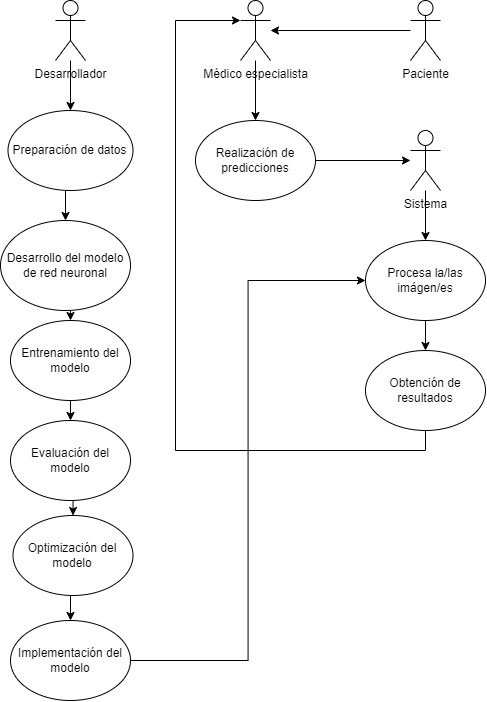 Desarrollador
Médico especialista
Paciente
Preparación de datos
Realización de
predicciones
Sistema
Desarrollo del modelo
de red neuronal
Procesa la/las
imágen/es
Entrenamiento del
modelo
Obtención de
resultados
Evaluación del
modelo
Optimización del
modelo
Implementación del
modelo